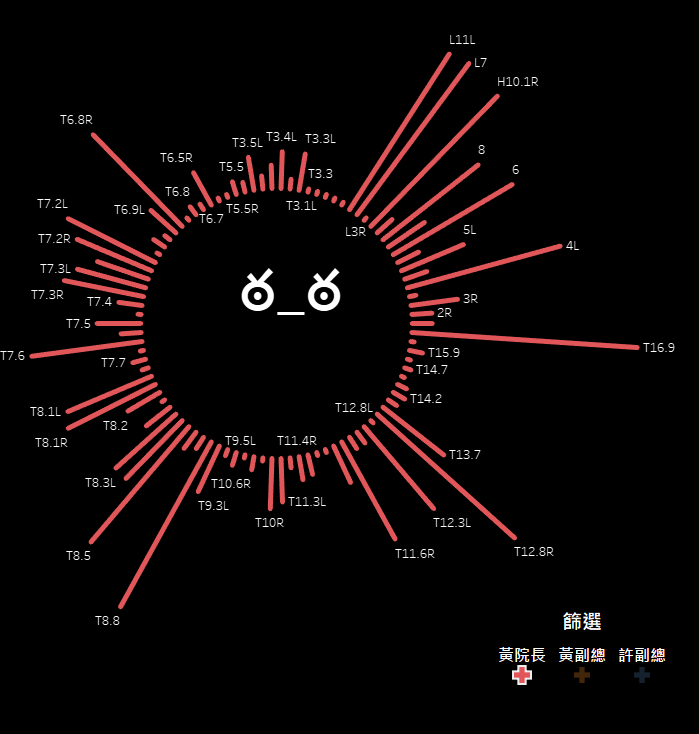 L11L
L7
H10.1R
T6.8R
T3.5L
T3.4L
T3.3L
8
T6.5R
T5.5
T3.3
6
T6.8
T7.2L
T6.9L
T6.7
T5.5R
T3.1L
L3R
5L
T7.2R
4L
T7.3L
T7.3R
T7.4
3R
2R
T7.5
ಠ_ಠ
T16.9
T7.6
T15.9
T7.7
T14.7
T14.2
T8.1L
T12.8L
T8.2
T8.1R
T9.5L
T11.4R
T13.7
T8.3L
T10.6R
T9.3L
T11.3L
T10R
T12.3L
T8.5
T11.6R
T12.8R
T8.8
篩選
黃院長 黃副總 許副總